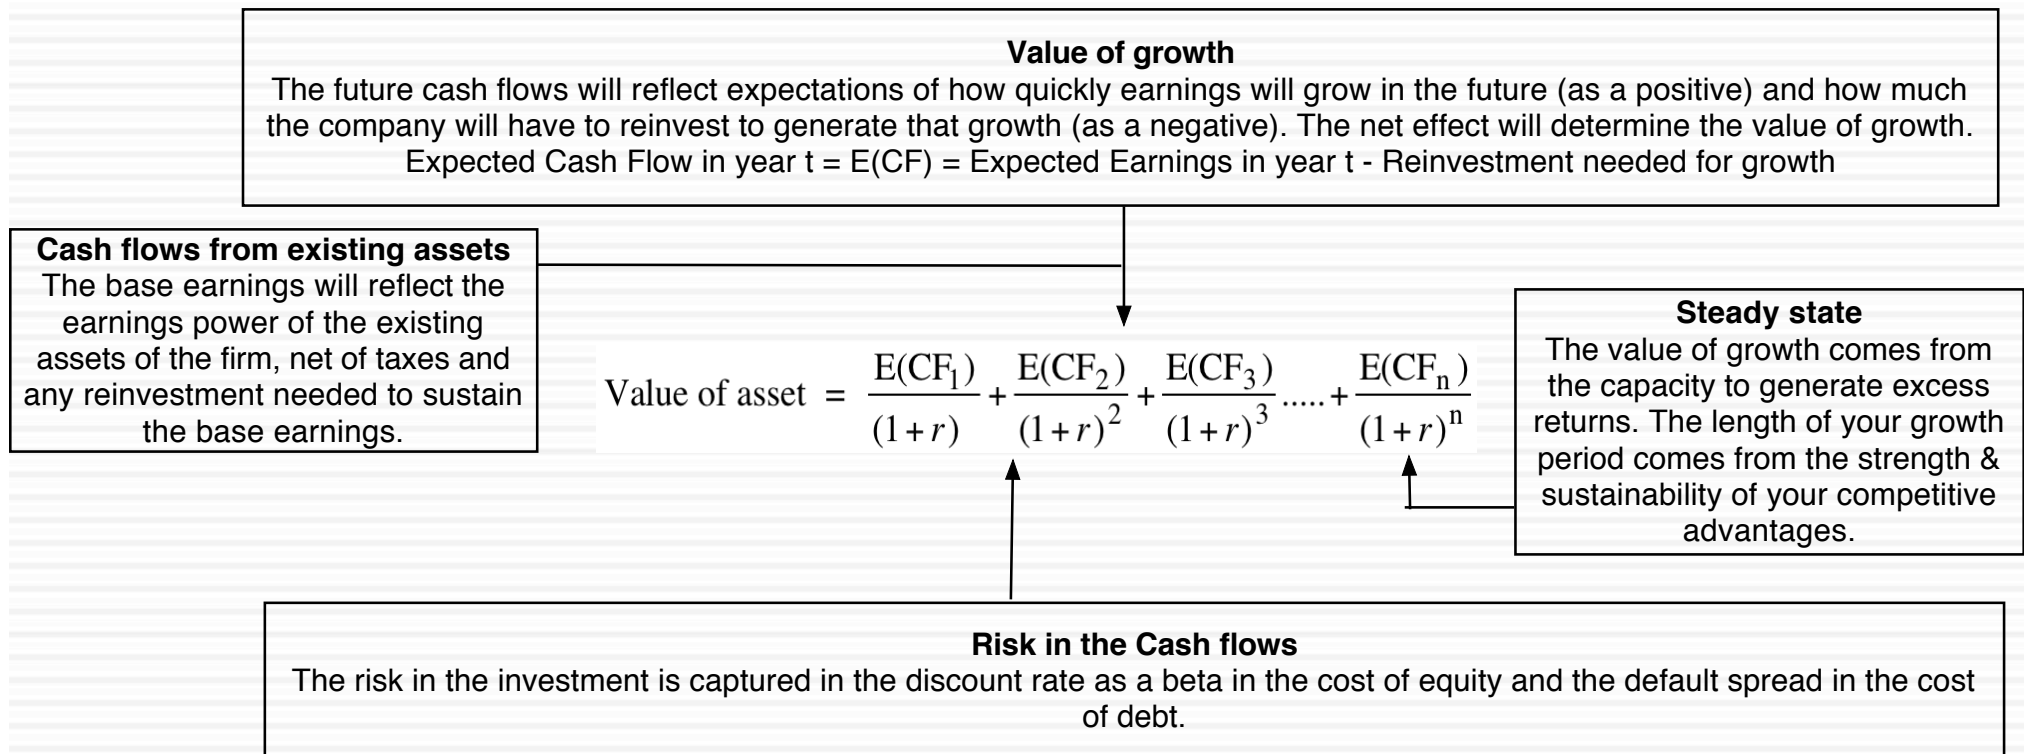 Value of growth
The future cash flows will reflect expectations of how quickly earnings will grow in the future (as a positive) and how much
the company will have to reinvest to generate that growth (as a negative). The net effect will determine the value of growth.
Expected Cash Flow in year t = E(CF) = Expected Earnings in year t - Reinvestment needed for growth
Cash flows from existing assets
The base earnings will reflect the
earnings power of the existing
assets of the firm, net of taxes and
any reinvestment needed to sustain
the base earnings.
Value of asset = E(CF₁)/(1+r) + E(CF₂)/(1+r)² + E(CF₃)/(1+r)³ ..... + E(CFₙ)/(1+r)ⁿ
Steady state
The value of growth comes from
the capacity to generate excess
returns. The length of your growth
period comes from the strength &
sustainability of your competitive
advantages.
Risk in the Cash flows
The risk in the investment is captured in the discount rate as a beta in the cost of equity and the default spread in the cost
of debt.